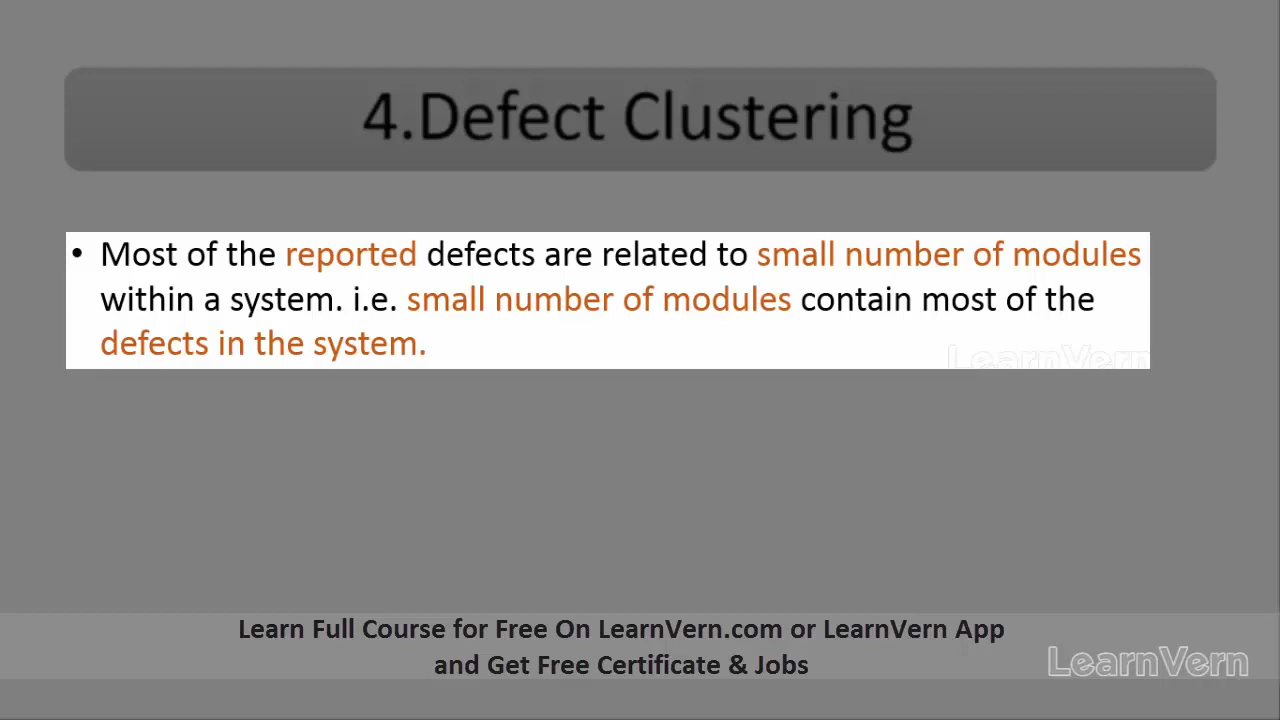 4.Defect Clustering
• Most of the reported defects are related to small number of modules
within a system. i.e. small number of modules contain most of the
defects in the system.
LearnVern
Learn Full Course for Free On LearnVern.com or LearnVern App
and Get Free Certificate & Jobs
LearnVern